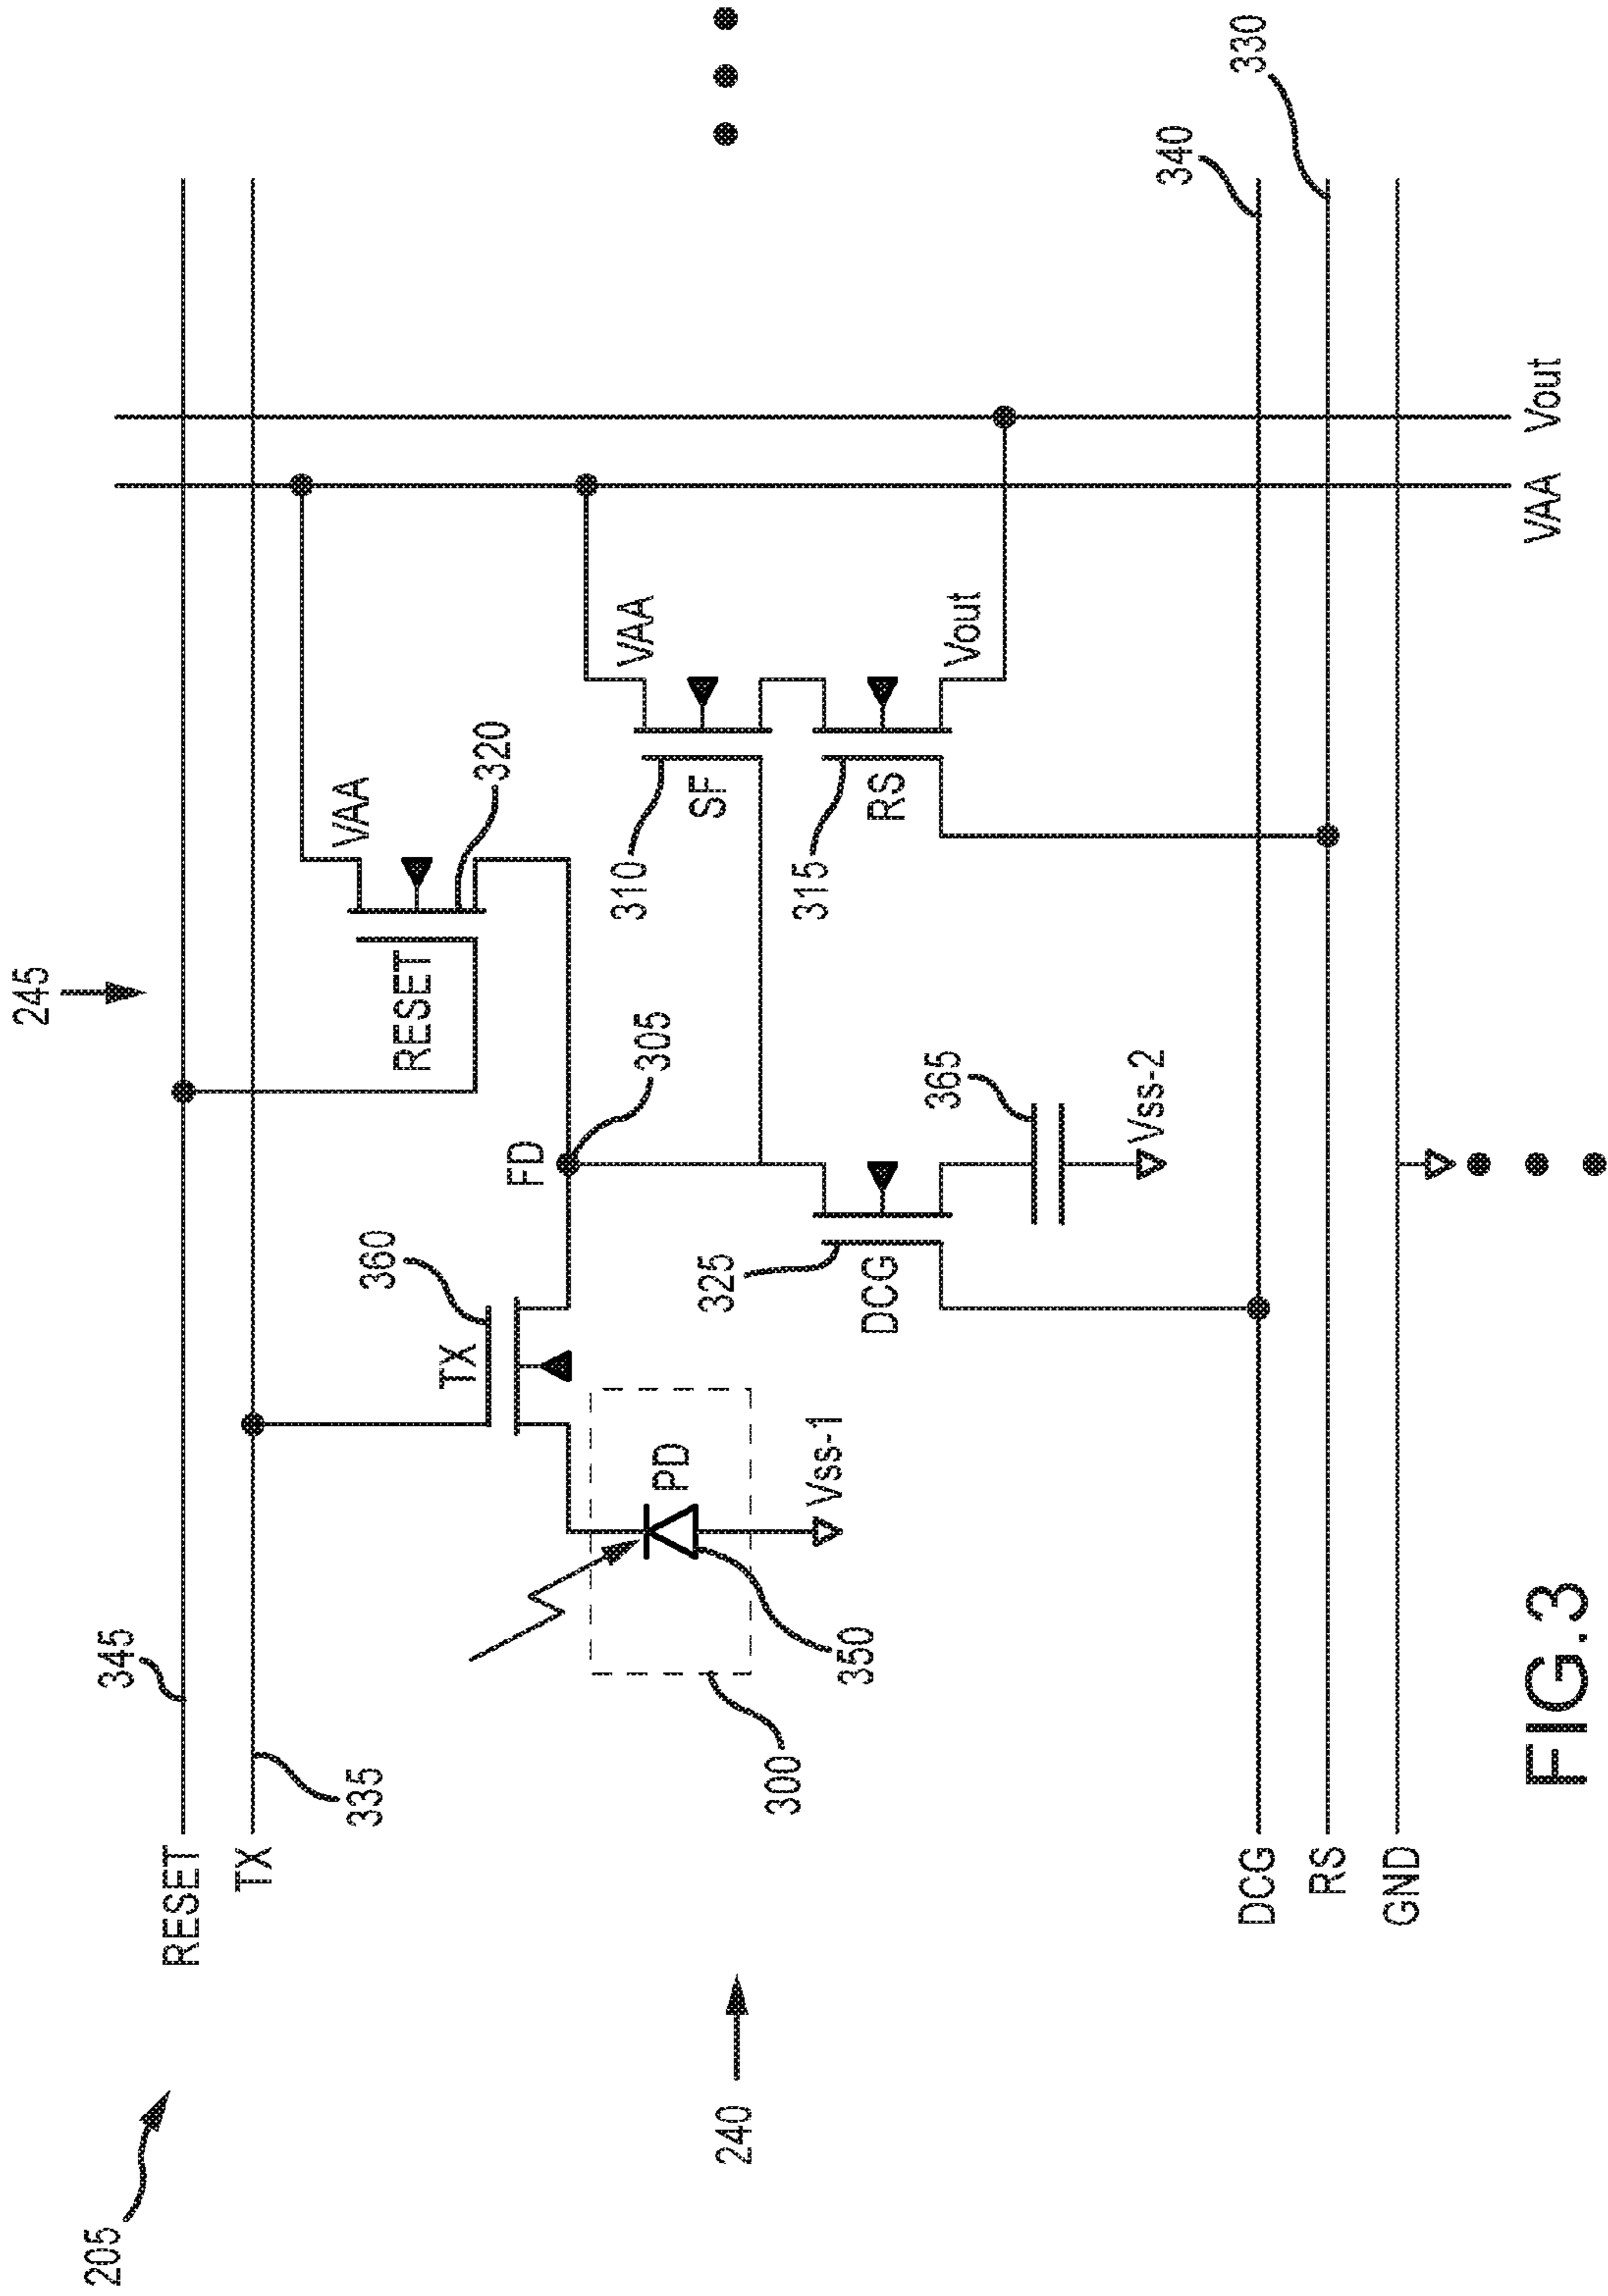 205
245
240
RESET
345
TX
335
360
TX
FD
305
RESET
VAA
320
PD
350
300
Vss-1
310
SF
VAA
315
RS
Vout
325
DCG
365
Vss-2
DCG
340
RS
330
GND
VAA
Vout
FIG.3